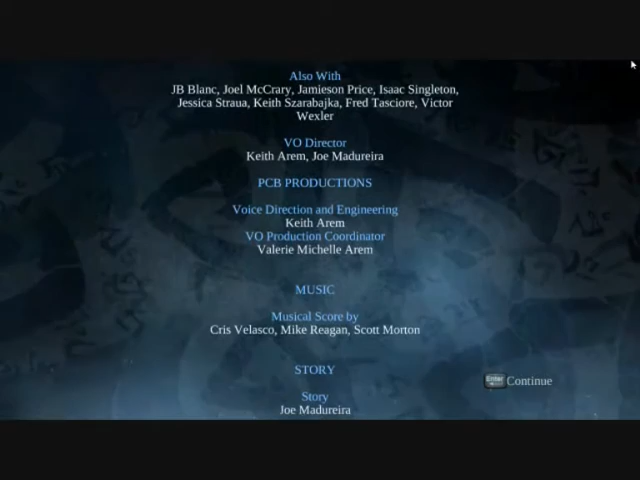 Also With
JB Blanc, Joel McCrary, Jamieson Price, Isaac Singleton,
Jessica Straua, Keith Szarabajka, Fred Tasciore, Victor
Wexler
VO Director
Keith Arem, Joe Madureira
PCB PRODUCTIONS
Voice Direction and Engineering
Keith Arem
VO Production Coordinator
Valerie Michelle Arem
MUSIC
Musical Score by
Cris Velasco, Mike Reagan, Scott Morton
STORY
Story
Joe Madureira
Enter Continue